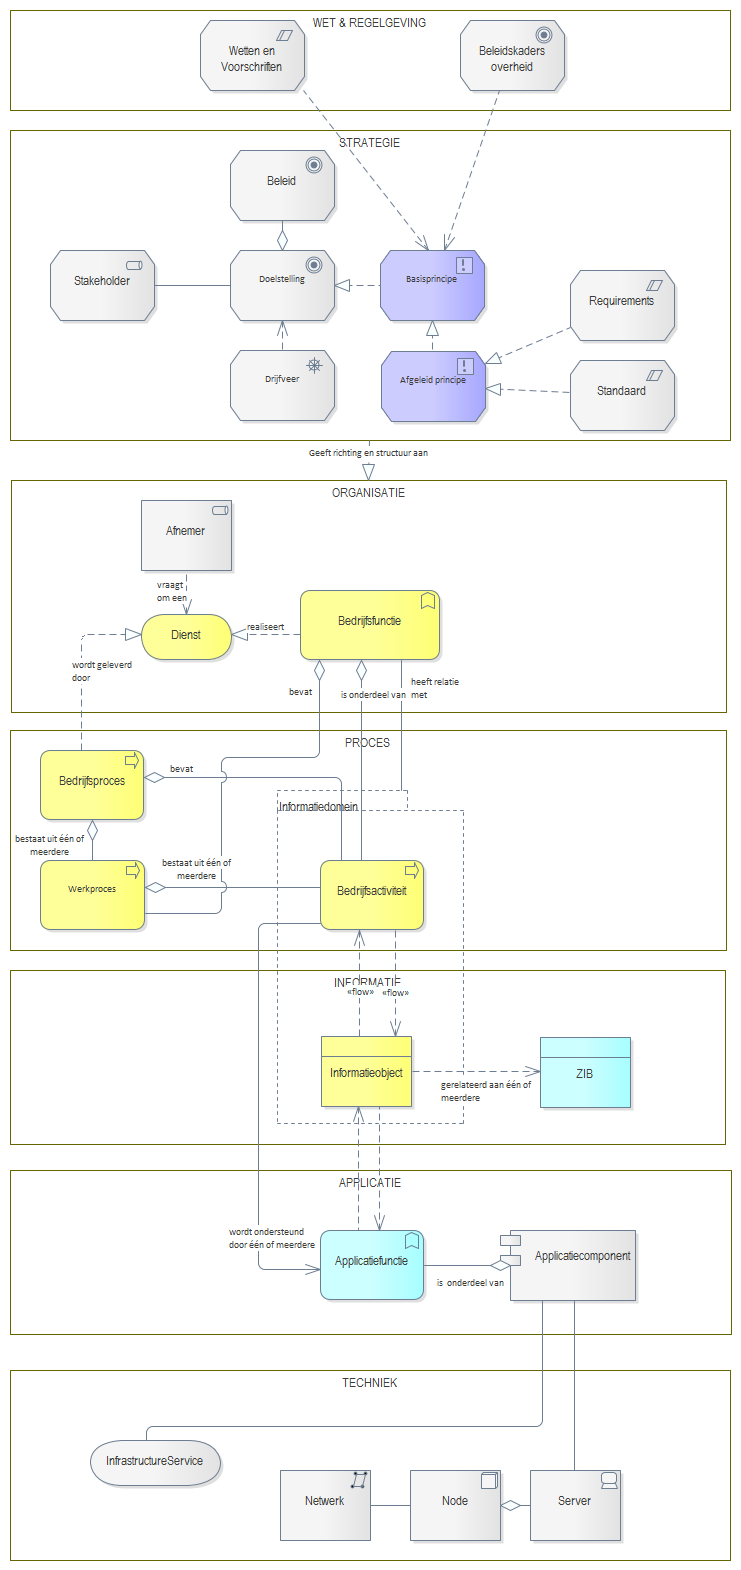 WET & REGELGEVING
Wetten en
Voorschriften
Beleidskaders
overheid
STRATEGIE
Beleid
Stakeholder
Doelstelling
Basisprincipe
Requirements
Drijfveer
Afgeleid principe
Standaard
Geeft richting en structuur aan
ORGANISATIE
Afnemer
vraagt
om een
Dienst
realiseert
Bedrijfsfunctie
wordt geleverd
door
bevat
is onderdeel van
heeft relatie
met
PROCES
Bedrijfsproces
bevat
Informatiedomein
bestaat uit één of
meerdere
bestaat uit één of
meerdere
Werkproces
Bedrijfsactiviteit
INFORMATIE
«flow»
«flow»
Informatieobject
ZIB
gerelateerd aan één of
meerdere
APPLICATIE
wordt ondersteund
door één of meerdere
Applicatiefunctie
Applicatiecomponent
is onderdeel van
TECHNIEK
InfrastructureService
Netwerk
Node
Server